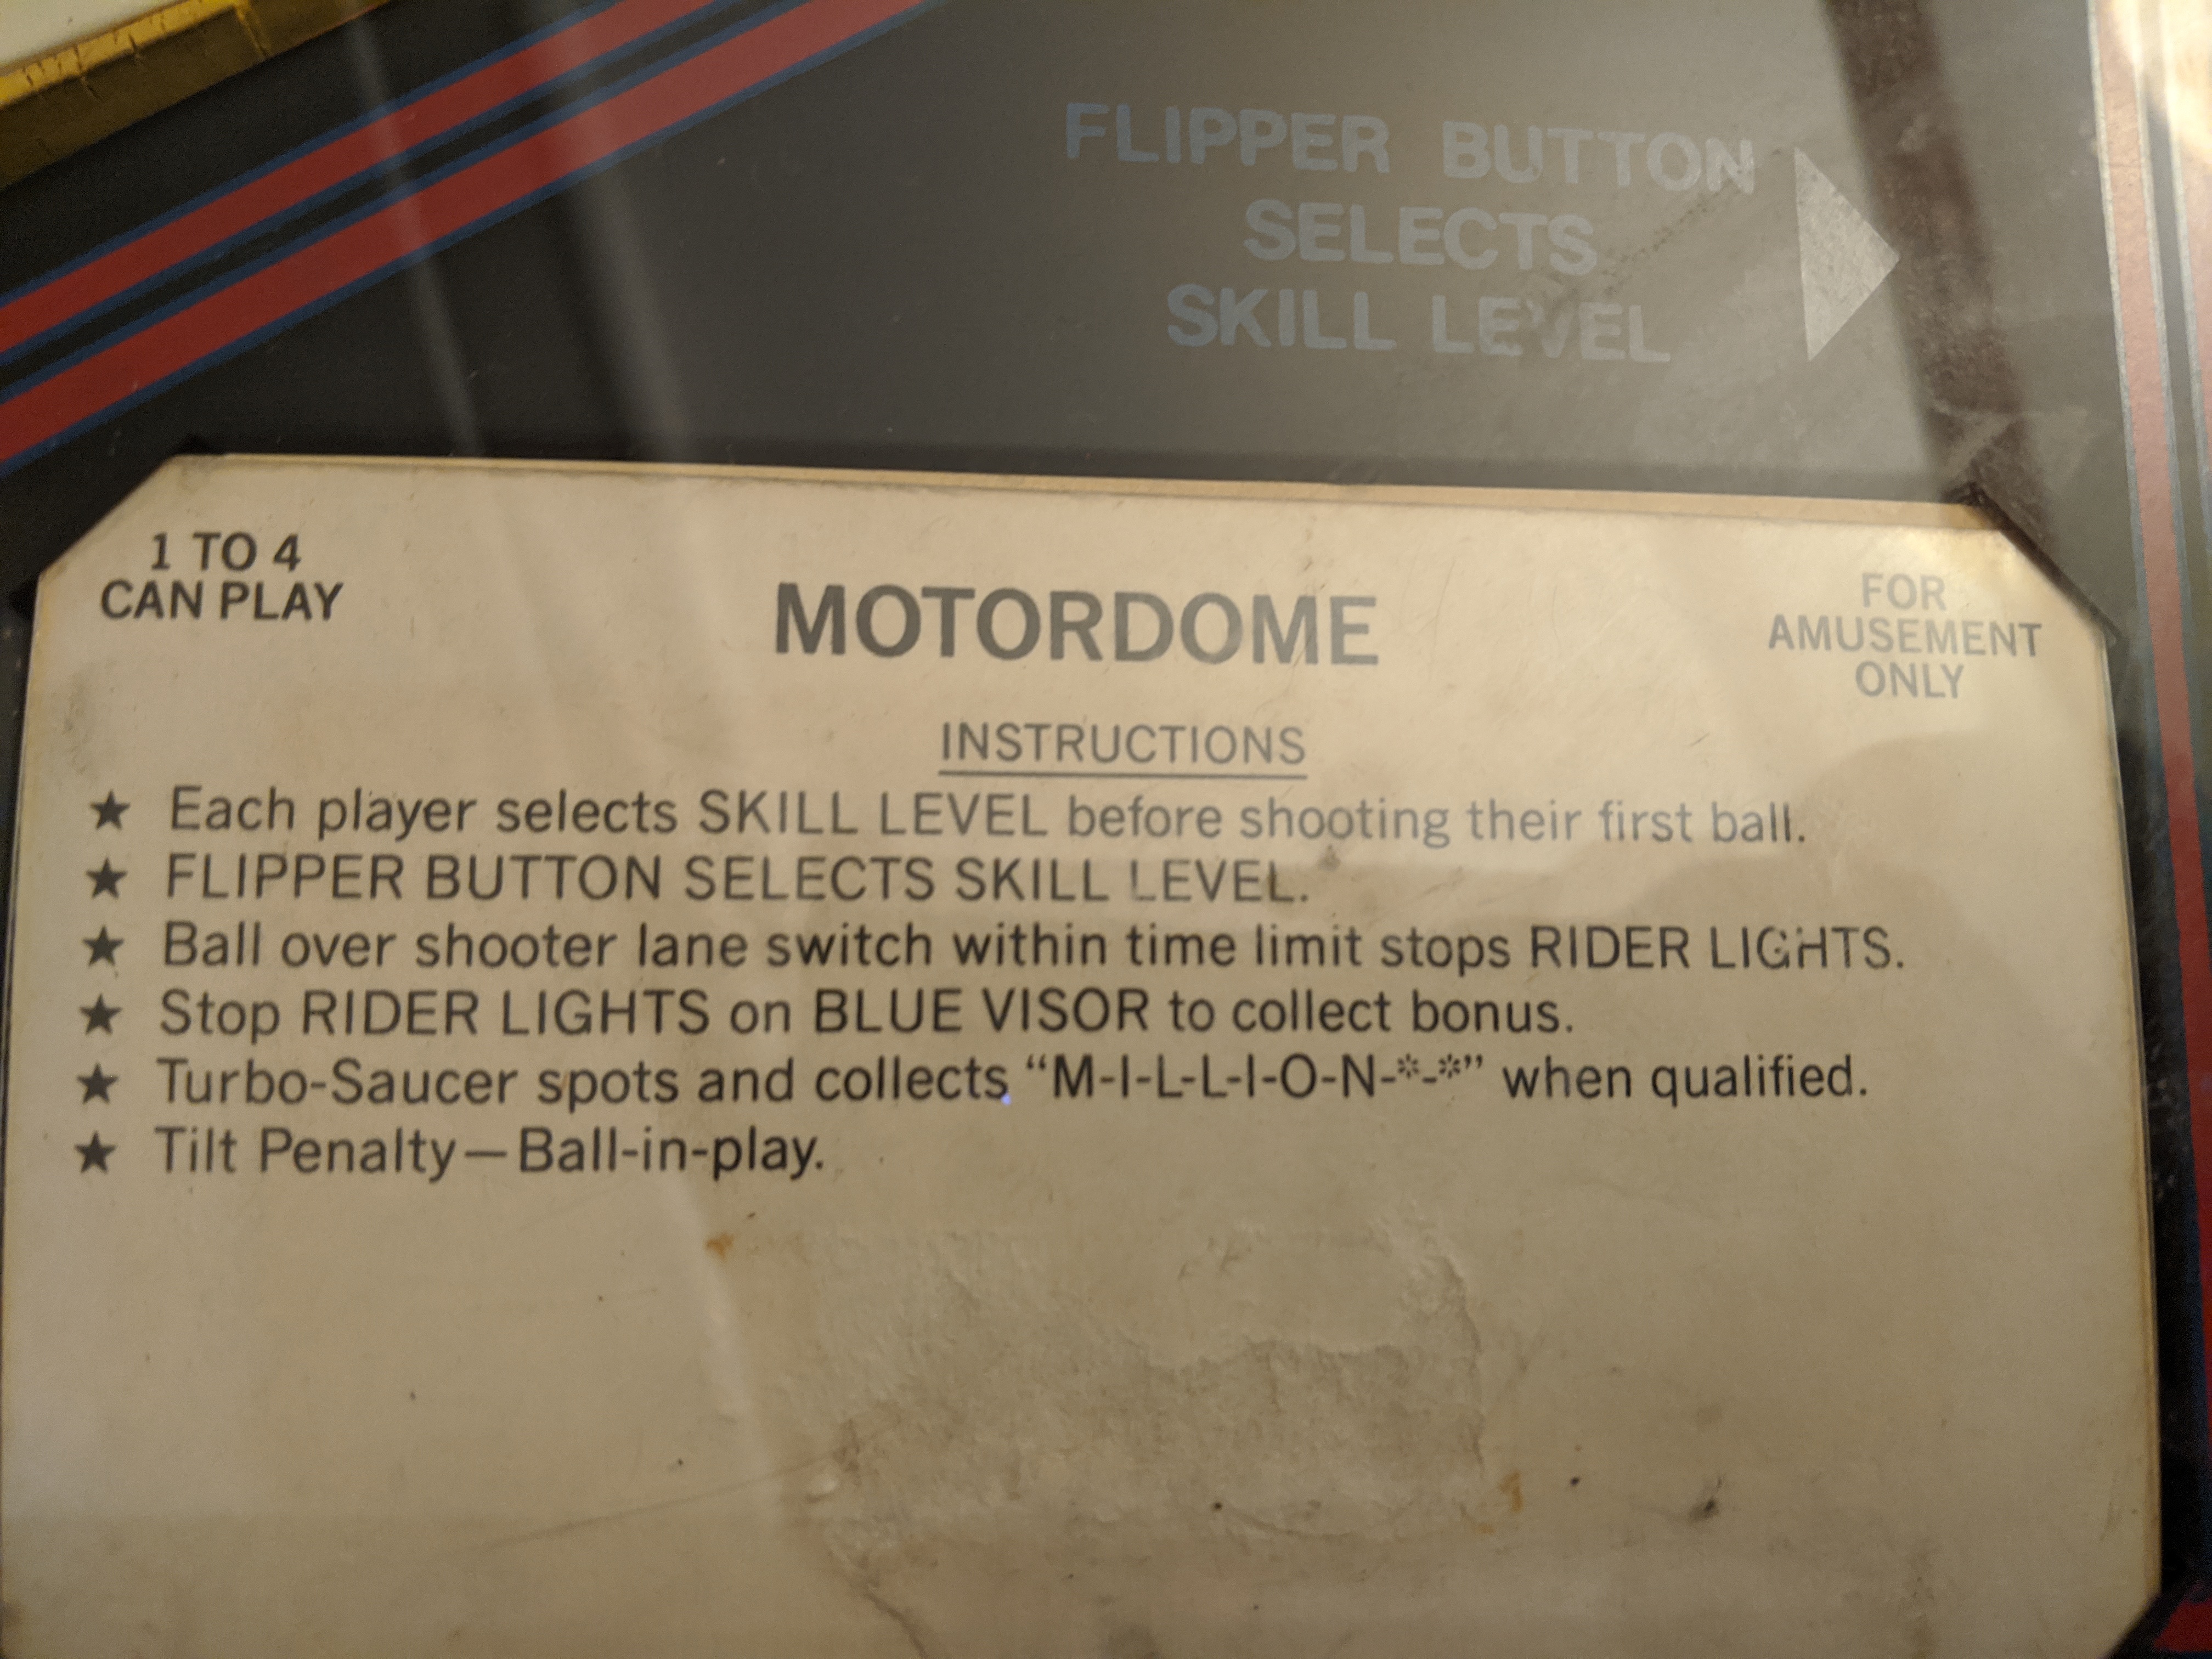 FLIPPER BUTTON
SELECTS
SKILL LEVEL
1 TO 4
CAN PLAY
MOTORDOME
FOR
AMUSEMENT
ONLY
INSTRUCTIONS
★ Each player selects SKILL LEVEL before shooting their first ball.
★ FLIPPER BUTTON SELECTS SKILL LEVEL.
★ Ball over shooter lane switch within time limit stops RIDER LIGHTS.
★ Stop RIDER LIGHTS on BLUE VISOR to collect bonus.
★ Turbo-Saucer spots and collects “M-I-L-L-I-O-N-*-*” when qualified.
★ Tilt Penalty—Ball-in-play.